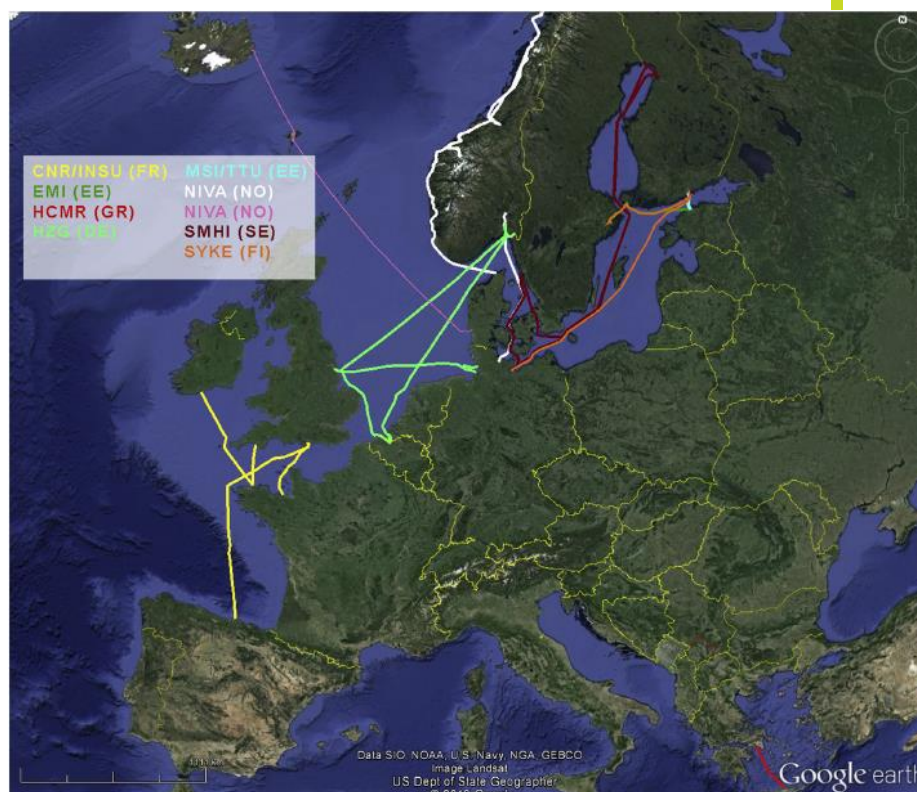 N
CNR/INSU (FR)
EMI (EE)
HCMR (GR)
HZG (DE)
MSI/TTU (EE)
NIVA (NO)
NIVA (NO)
SMHI (SE)
SYKE (FI)
Data SIO, NOAA, U.S. Navy, NGA, GEBCO
Image Landsat
US Dept of State Geographer
Google earth